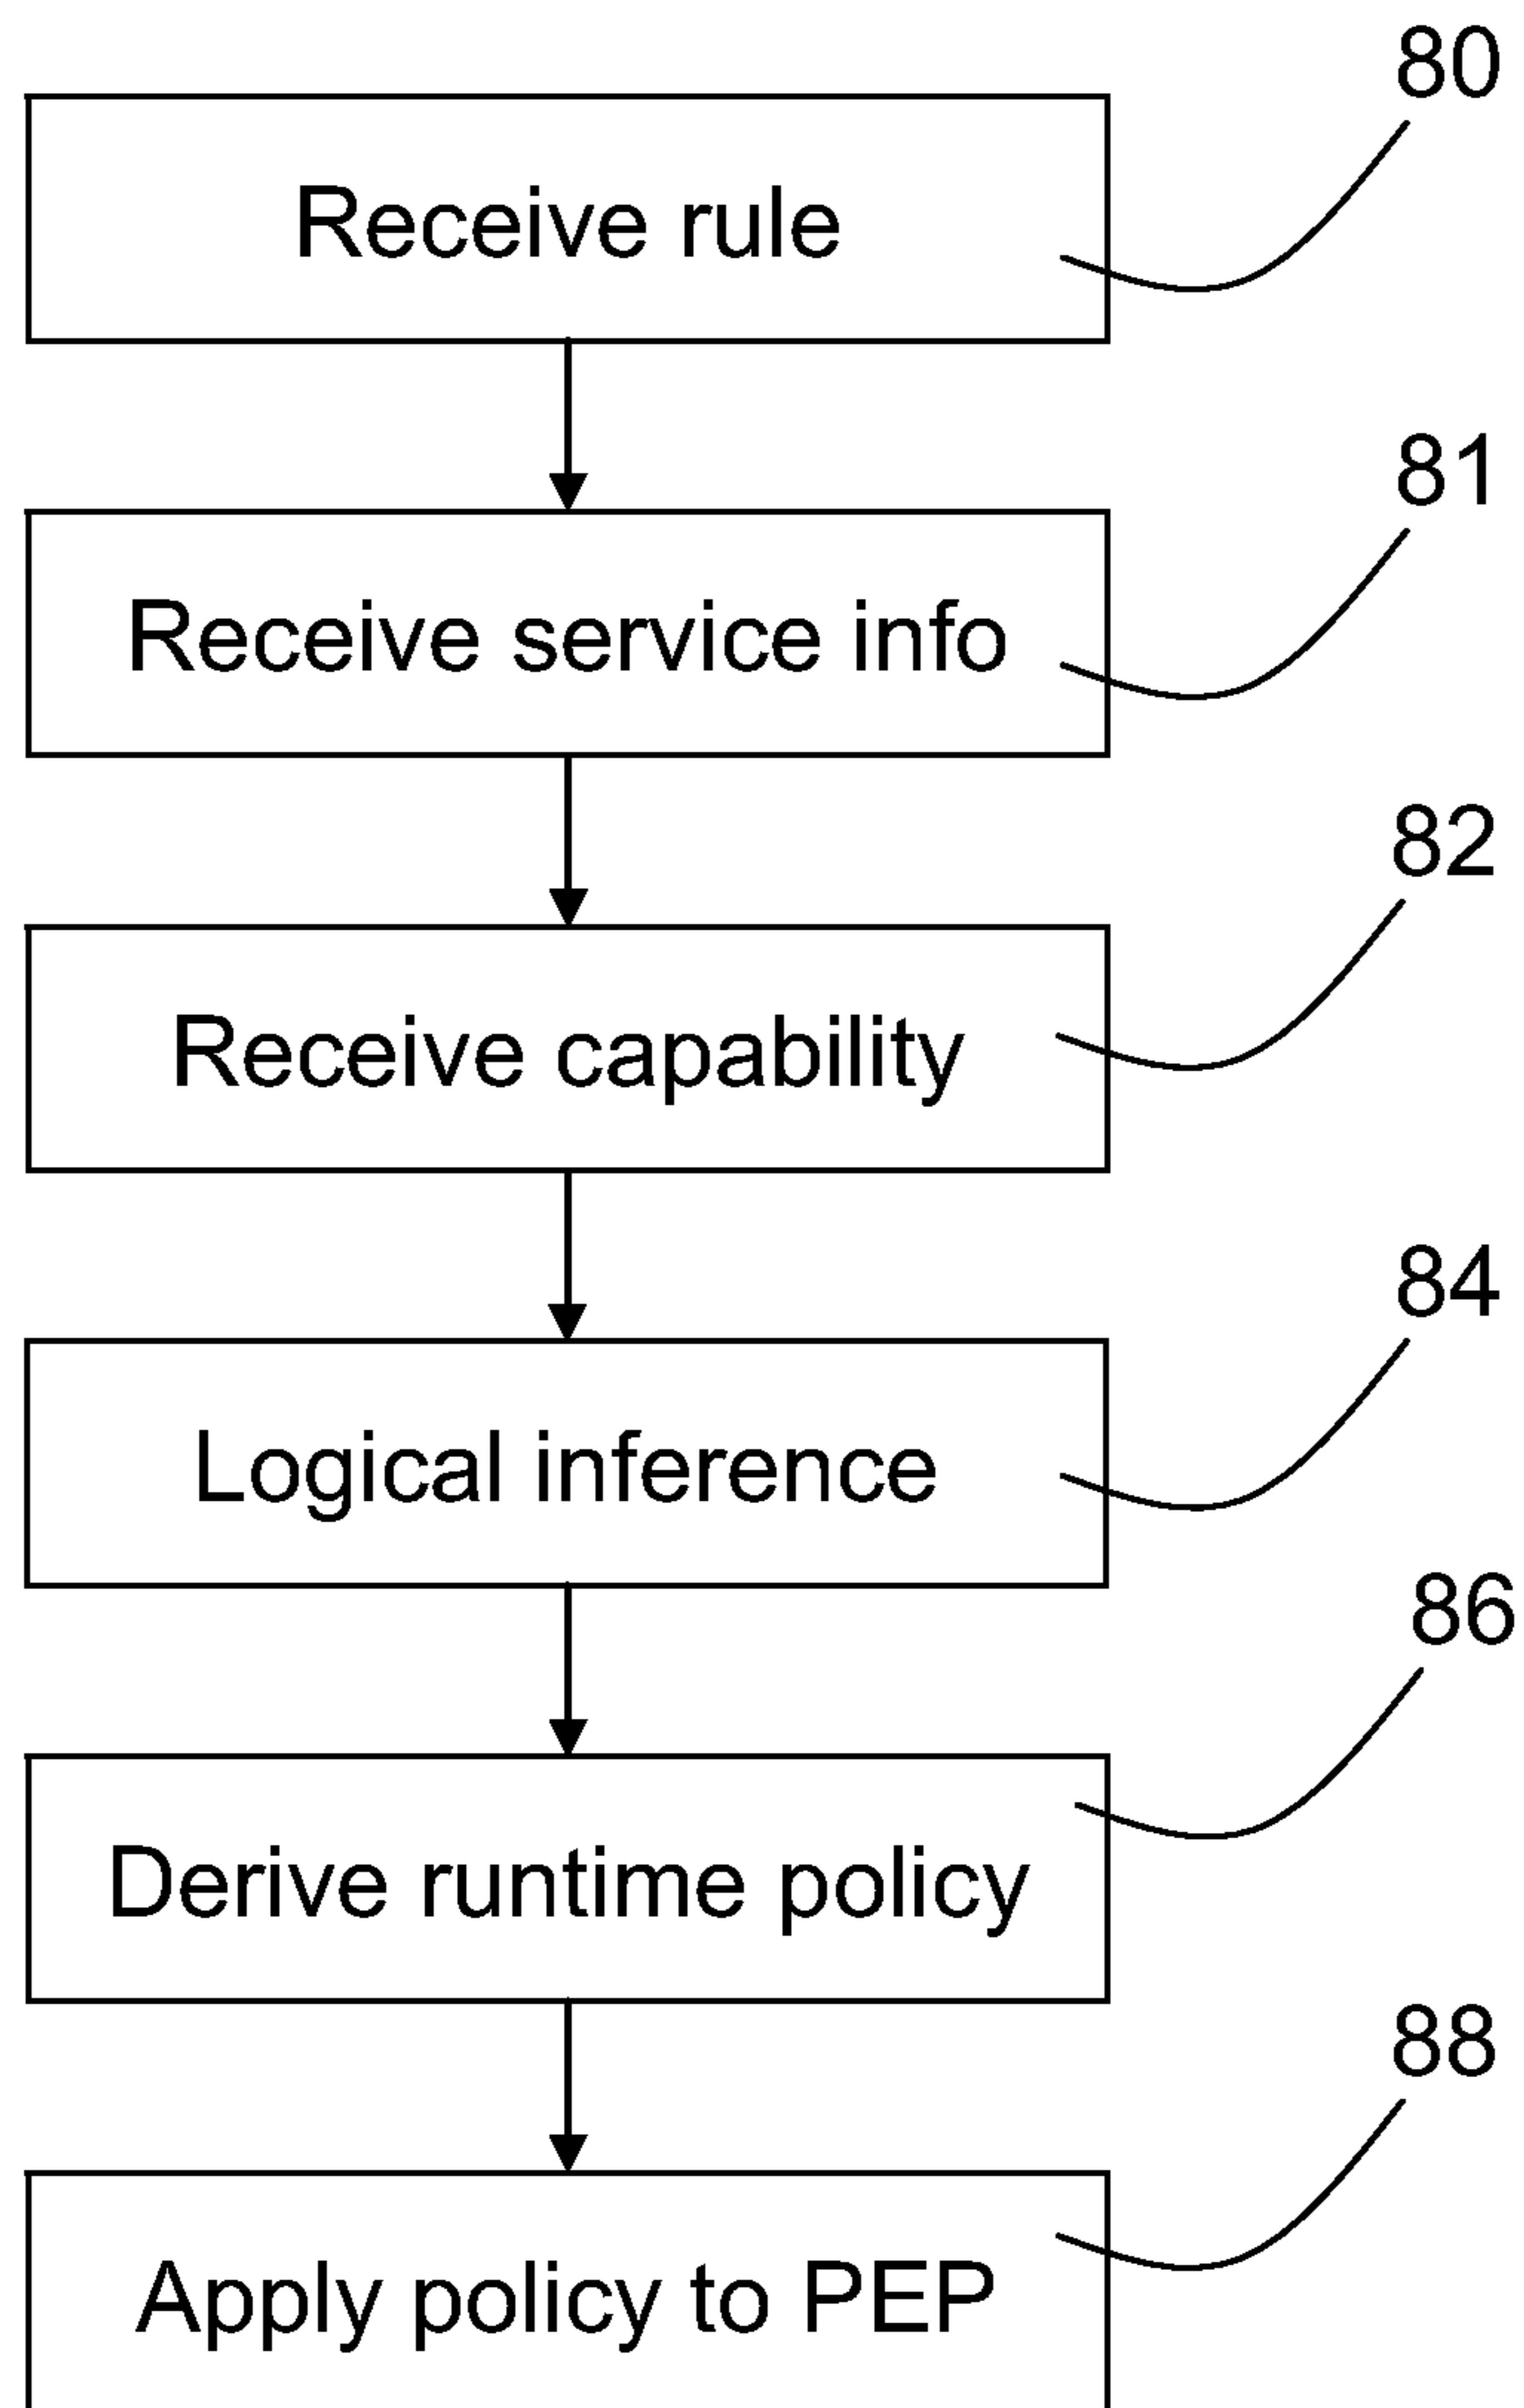 80
Receive rule
81
Receive service info
82
Receive capability
84
Logical inference
86
Derive runtime policy
88
Apply policy to PEP